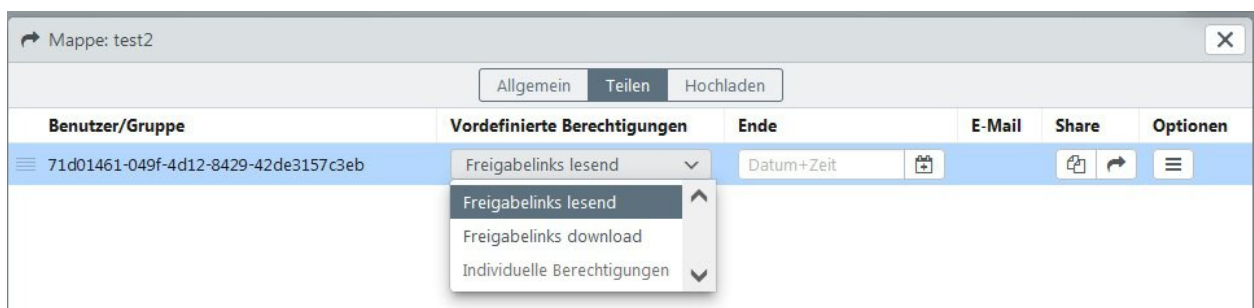 Mappe: test2
Allgemein Teilen Hochladen
Benutzer/Gruppe Vordefinierte Berechtigungen Ende E-Mail Share Optionen
71d01461-049f-4d12-8429-42de3157c3eb Freigabelinks lesend Datum+Zeit
Freigabelinks lesend
Freigabelinks download
Individuelle Berechtigungen